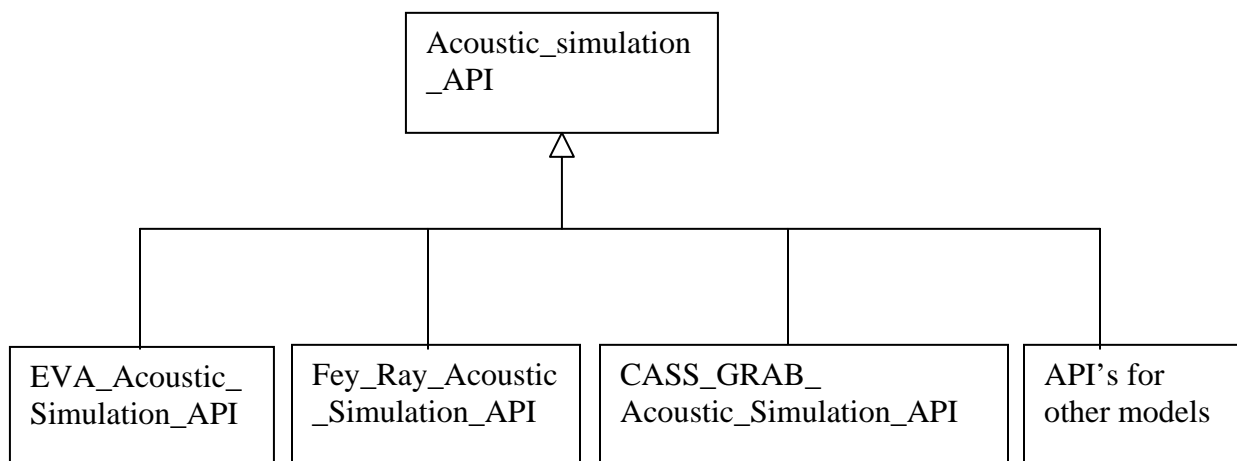 Acoustic_simulation
_API
EVA_Acoustic_
Simulation_API
Fey_Ray_Acoustic
_Simulation_API
CASS_GRAB_
Acoustic_Simulation_API
API’s for
other models